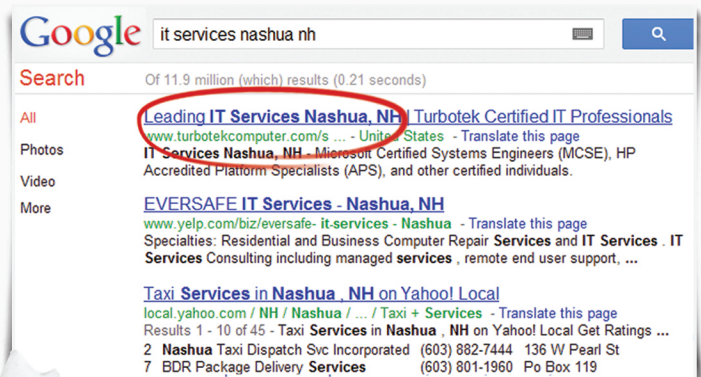 Google it services nashua nh
Search Of 11.9 million (which) results (0.21 seconds)
All
Photos
Video
More
Leading IT Services Nashua, NH | Turbotek Certified IT Professionals
www.turbotekcomputer.com/s ... - United States - Translate this page
IT Services Nashua, NH - Microsoft Certified Systems Engineers (MCSE), HP
Accredited Platform Specialists (APS), and other certified individuals.
EVERSAFE IT Services - Nashua, NH
www.yelp.com/biz/eversafe- it-services - Nashua - Translate this page
Specialties: Residential and Business Computer Repair Services and IT Services . IT
Services Consulting including managed services , remote end user support, ...
Taxi Services in Nashua , NH on Yahoo! Local
local.yahoo.com / NH / Nashua / ... / Taxi + Services - Translate this page
Results 1 - 10 of 45 - Taxi Services in Nashua , NH on Yahoo! Local Get Ratings ...
2 Nashua Taxi Dispatch Svc Incorporated (603) 882-7444 136 W Pearl St
7 BDR Package Delivery Services (603) 801-1960 Po Box 119